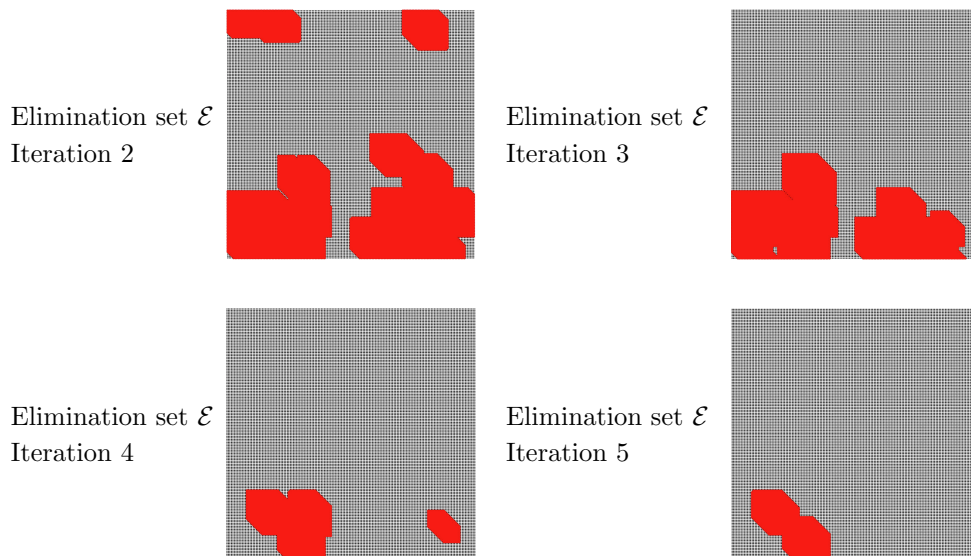 Elimination set ℰ
Iteration 2
Elimination set ℰ
Iteration 3
Elimination set ℰ
Iteration 4
Elimination set ℰ
Iteration 5